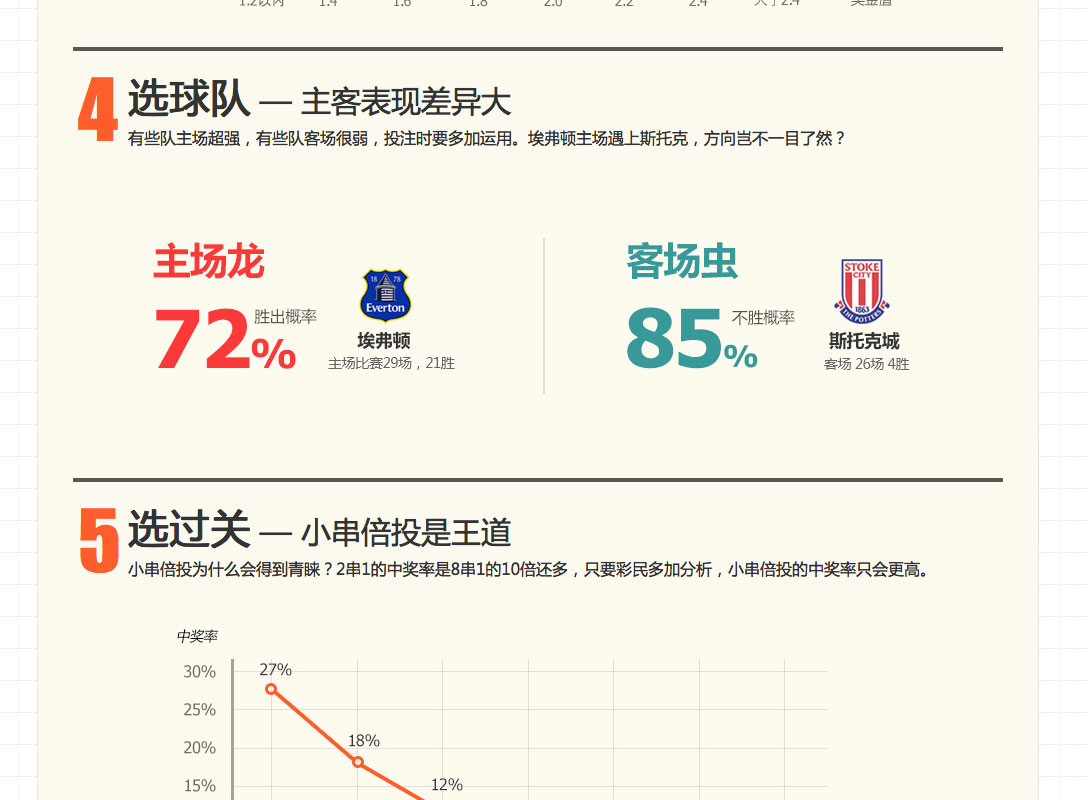 1.2以内 1.4 1.6 1.8 2.0 2.2 2.4 大于2.4 奖金值
4 选球队 — 主客表现差异大
有些队主场超强，有些队客场很弱，投注时要多加运用。埃弗顿主场遇上斯托克，方向岂不一目了然？
主场龙
72% 胜出概率
1878
Everton
埃弗顿
主场比赛29场，21胜
客场虫
85% 不胜概率
STOKE
CITY
1863
THE POTTERS
斯托克城
客场 26场 4胜
5 选过关 — 小串倍投是王道
小串倍投为什么会得到青睐？2串1的中奖率是8串1的10倍还多，只要彩民多加分析，小串倍投的中奖率只会更高。
中奖率
30%
27%
25%
20%
18%
15%
12%